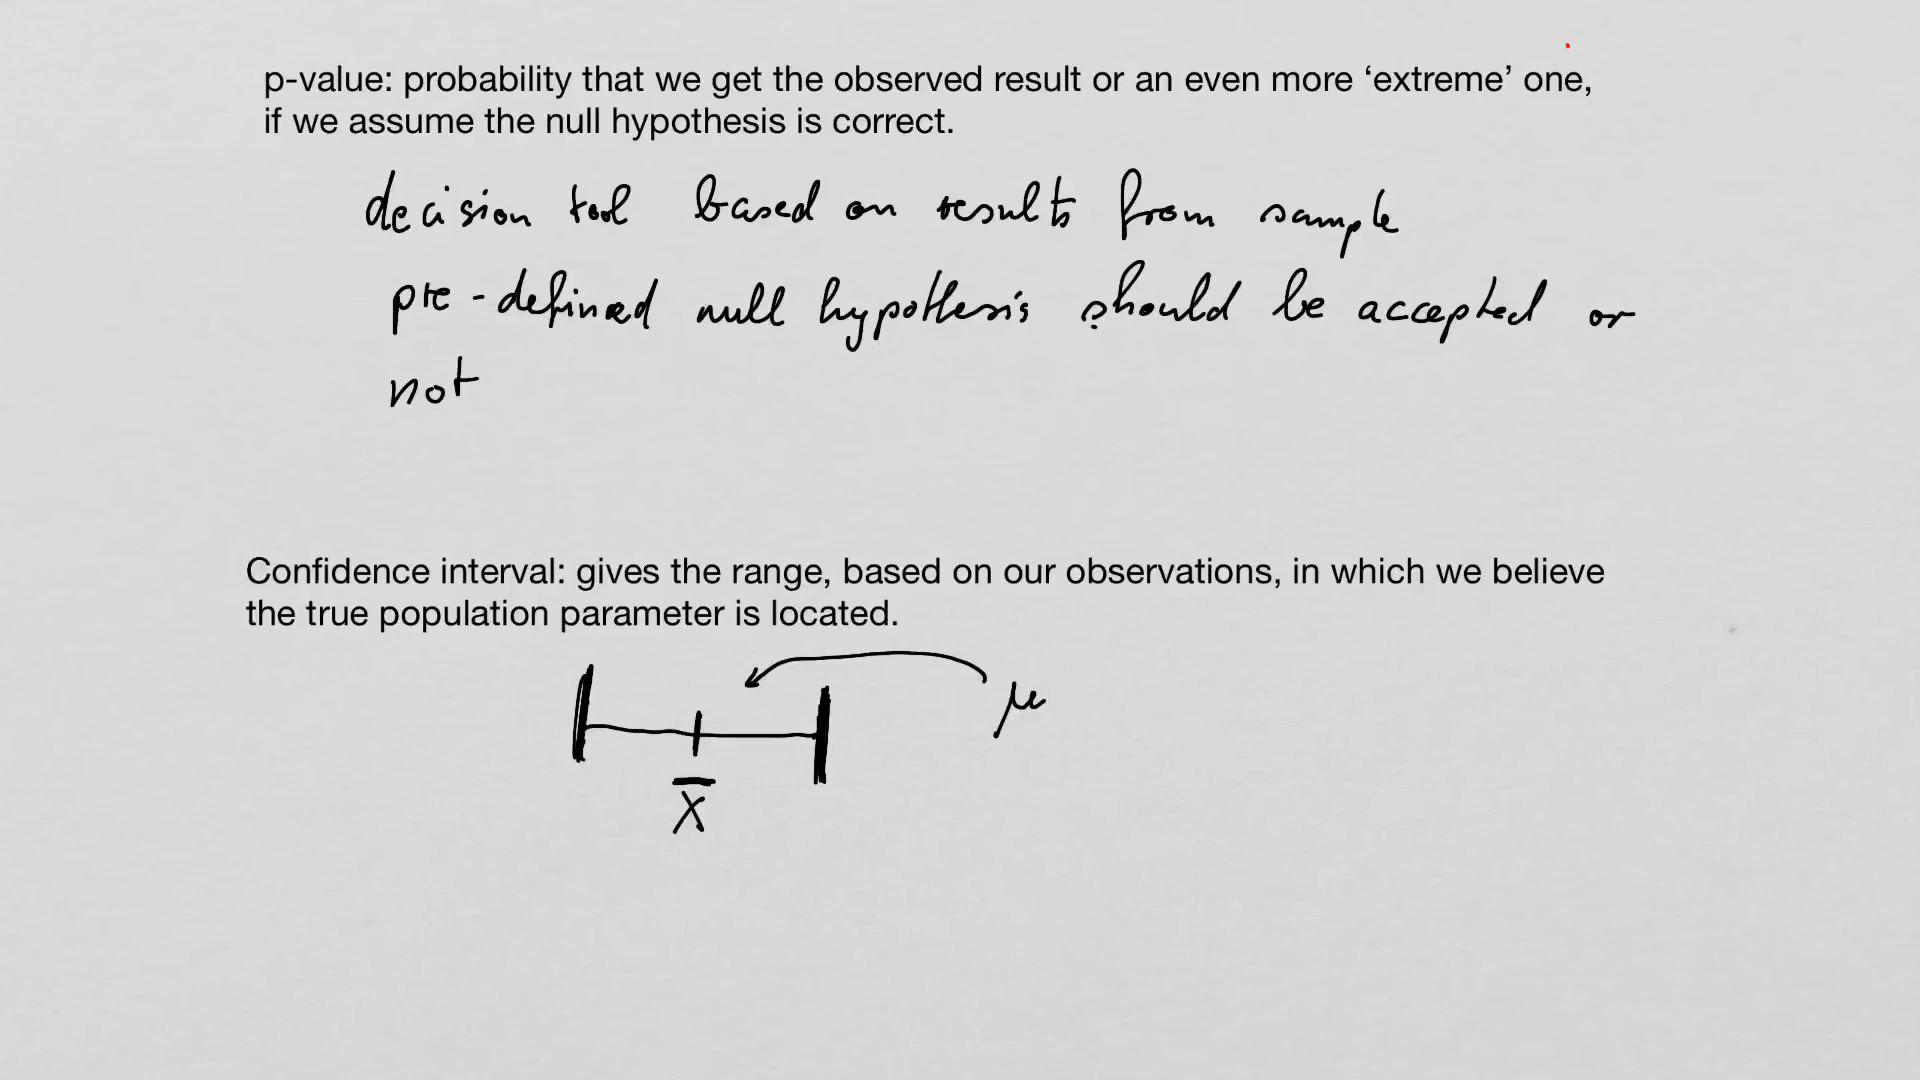 p-value: probability that we get the observed result or an even more ‘extreme’ one,
if we assume the null hypothesis is correct.
decision tool based on results from sample
pre-defined null hypothesis should be accepted or
not
Confidence interval: gives the range, based on our observations, in which we believe
the true population parameter is located.
μ
X̅